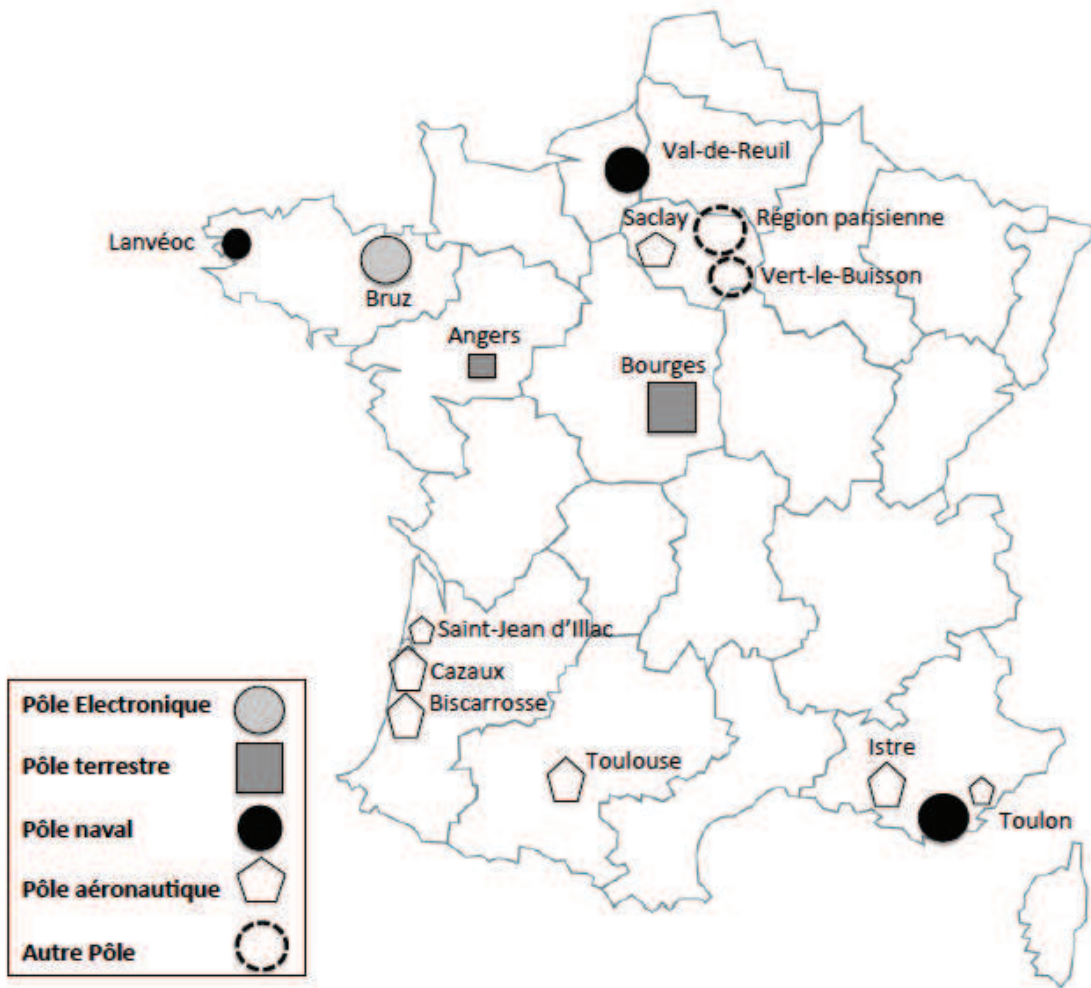 Val-de-Reuil
Saclay
Région parisienne
Lanvéoc
Vert-le-Buisson
Bruz
Angers
Bourges
Saint-Jean d'Illac
Cazaux
Biscarrosse
Toulouse
Istre
Toulon
Pôle Electronique
Pôle terrestre
Pôle naval
Pôle aéronautique
Autre Pôle